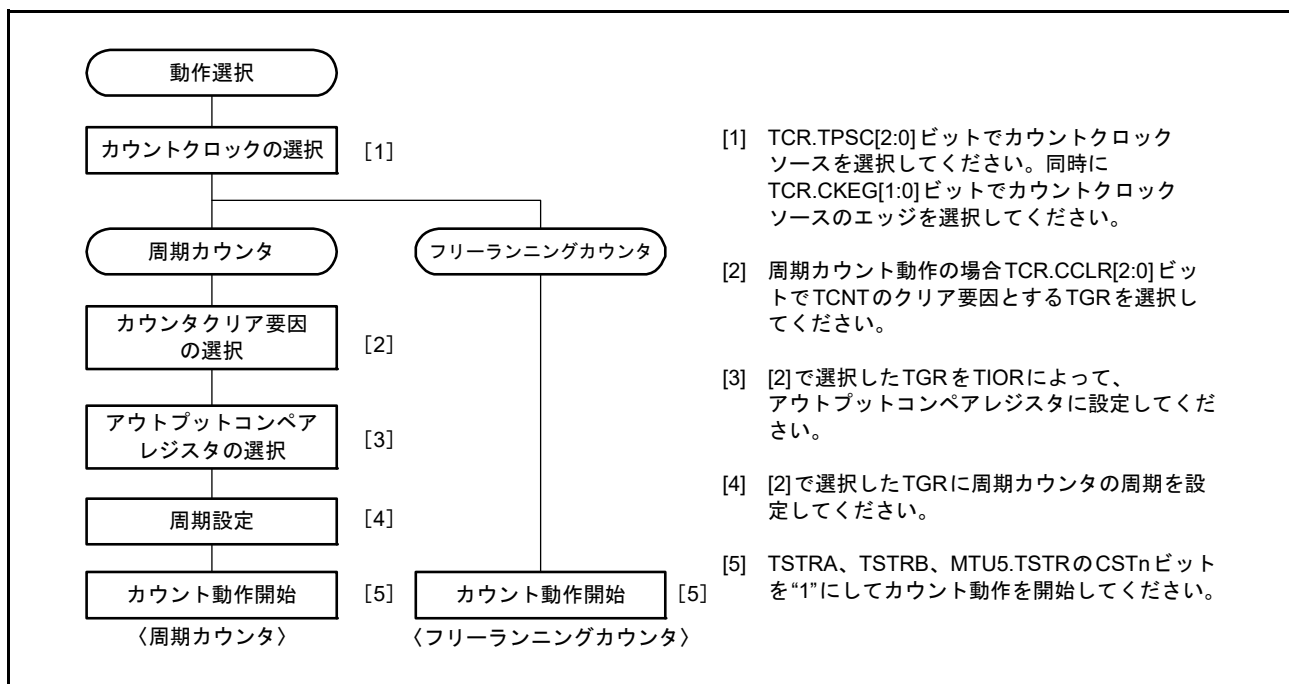 動作選択
カウントクロックの選択 [1]
周期カウンタ
フリーランニングカウンタ
カウンタクリア要因
の選択
[2]
アウトプットコンペア
レジスタの選択
[3]
周期設定 [4]
カウント動作開始 [5]
カウント動作開始 [5]
〈周期カウンタ〉
〈フリーランニングカウンタ〉
[1] TCR.TPSC[2:0]ビットでカウントクロック
ソースを選択してください。同時に
TCR.CKEG[1:0]ビットでカウントクロック
ソースのエッジを選択してください。
[2] 周期カウント動作の場合TCR.CCLR[2:0]ビッ
トでTCNTのクリア要因とするTGRを選択し
てください。
[3] [2]で選択したTGRをTIORによって、
アウトプットコンペアレジスタに設定してくだ
さい。
[4] [2]で選択したTGRに周期カウンタの周期を設
定してください。
[5] TSTRA、TSTRB、MTU5.TSTRのCSTnビット
を“1”にしてカウント動作を開始してください。